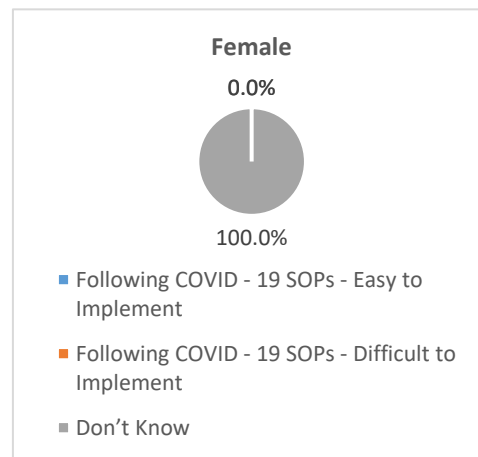 Female
0.0%
100.0%
Following COVID - 19 SOPs - Easy to
Implement
Following COVID - 19 SOPs - Difficult to
Implement
Don’t Know